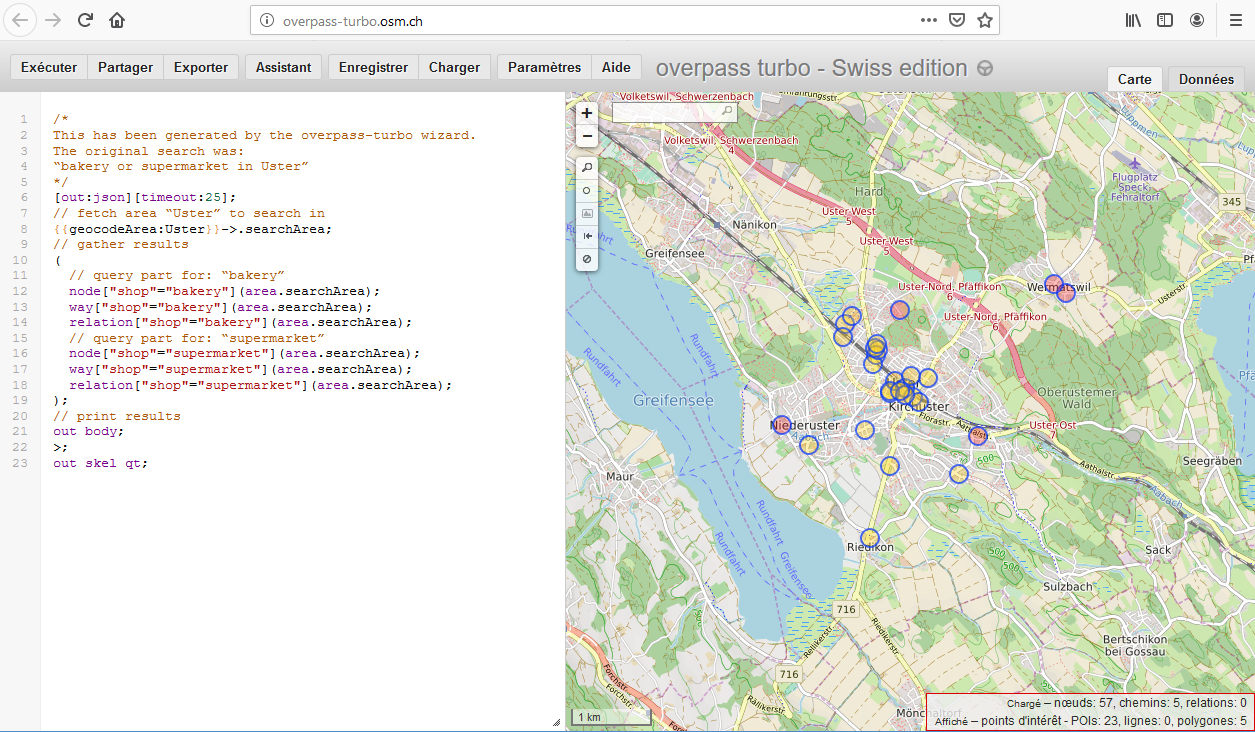 overpass-turbo.osm.ch
Exécuter Partager Exporter Assistant Enregistrer Charger Paramètres Aide overpass turbo - Swiss edition Carte Données
1 /*
2 This has been generated by the overpass-turbo wizard.
3 The original search was:
4 “bakery or supermarket in Uster”
5 */
6 [out:json][timeout:25];
7 // fetch area “Uster” to search in
8 {{geocodeArea:Uster}}->.searchArea;
9 // gather results
10 (
11 // query part for: “bakery”
12 node["shop"="bakery"](area.searchArea);
13 way["shop"="bakery"](area.searchArea);
14 relation["shop"="bakery"](area.searchArea);
15 // query part for: “supermarket”
16 node["shop"="supermarket"](area.searchArea);
17 way["shop"="supermarket"](area.searchArea);
18 relation["shop"="supermarket"](area.searchArea);
19 );
20 // print results
21 out body;
22 >;
23 out skel qt;
+
−
Volketswil, Schwerzenbach
Volketswil, Schwerzenbach
4
Luppmen
Flugplatz
Speck-
Fehraltorf
Hard
345
Uster-West
5
Nänikon
Uster-West
5
Greifensee
Rundfahrt
Uster-Nord, Pfäffikon
6
Wermatswil
Usterstr.
Uster-Nord, Pfäffikon
6
Rundfahrt
Rundfahrt
Greifensee
Oberustermer
Wald
Kirchuster
Niederuster
Aabach
Florastr.
Aathalstr.
Uster-Ost
7
500
Seegräben
Aathalstr.
Aabach
Maur
Rundfahrt
Rundfahrt
Greifensee
Riedikon
500
500
Sack
Sulzbach
716
Riedikerstr.
Rällikerstr.
Bertschikon
bei Gossau
716
Rällikerstr.
Forchstr.
Forchstr.
Mönchaltorf
1 km
Chargé – nœuds: 57, chemins: 5, relations: 0
Affiché – points d'intérêt - POIs: 23, lignes: 0, polygones: 5